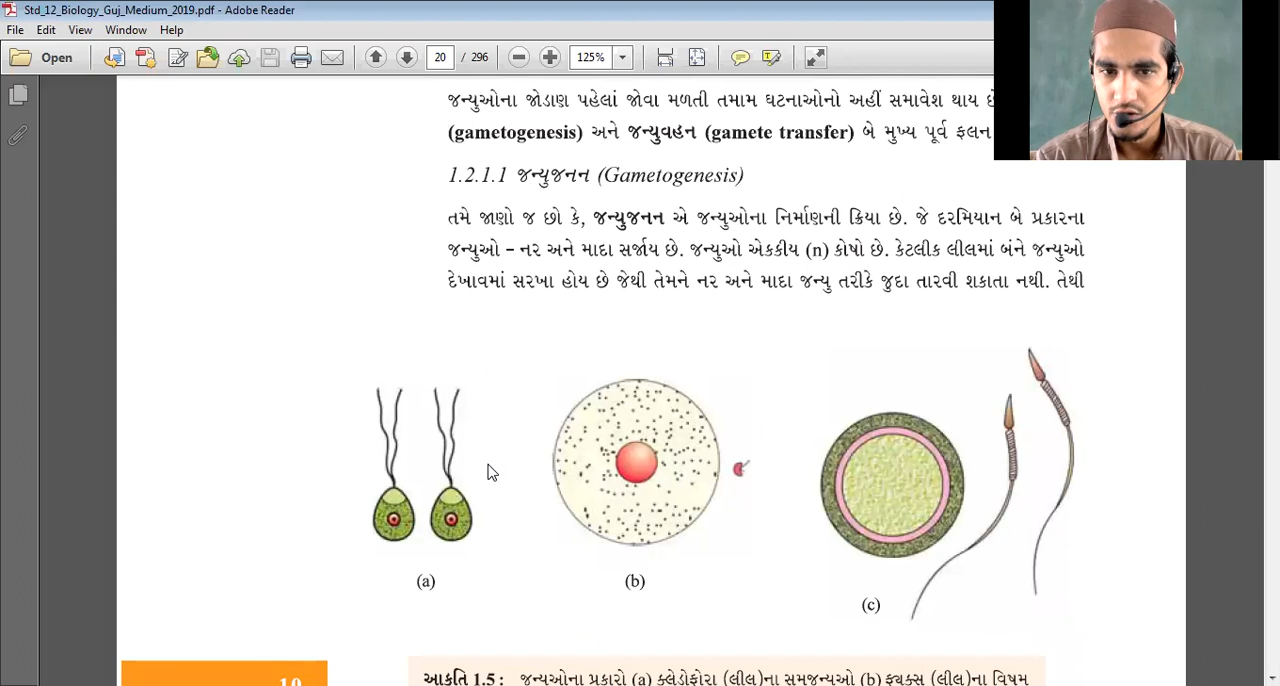 Std_12_Biology_Guj_Medium_2019.pdf - Adobe Reader
File Edit View Window Help
Open 20 / 296 125%
જન્યુઓના જોડાણ પહેલાં જોવા મળતી તમામ ઘટનાઓનો અહીં સમાવેશ થાય
(gametogenesis) અને જન્યુવહન (gamete transfer) બે મુખ્ય પૂર્વ ફલન
1.2.1.1 જન્યુજનન (Gametogenesis)
તમે જાણો જ છો કે, જન્યુજનન એ જન્યુઓના નિર્માણની ક્રિયા છે. જે દરમિયાન બે પ્રકારના
જન્યુઓ – નર અને માદા સર્જાય છે. જન્યુઓ એકકીય (n) કોષો છે. કેટલીક લીલમાં બંને જન્યુઓ
દેખાવમાં સરખા હોય છે જેથી તેમને નર અને માદા જન્યુ તરીકે જુદા તારવી શકાતા નથી. તેથી
(a) (b) (c)
આકૃતિ 1.5 : જન્યુઓના પ્રકારો (a) ક્લેડોફોરા (લીલ)ના સમજન્યુઓ (b) ફ્યુક્સ (લીલ)ના વિષમ
10